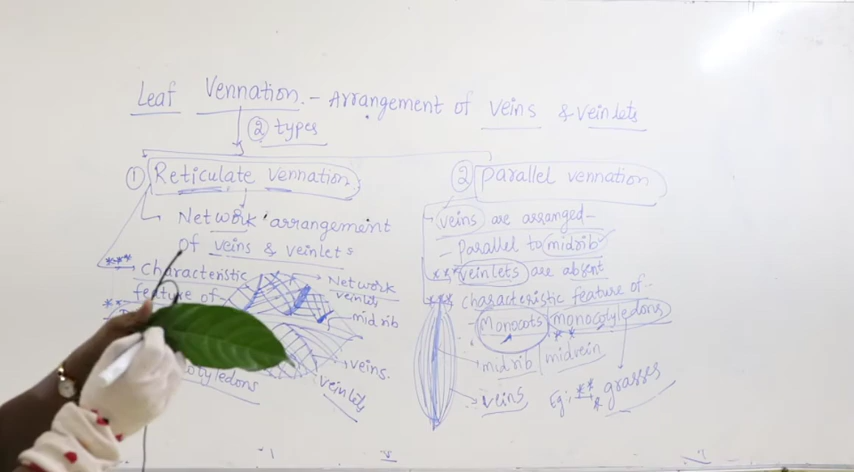 Leaf Vennation. - Arrangement of veins & veinlets
② types
① Reticulate Vennation
Network arrangement
of veins & veinlets
*** Characteristic
feature of-
**
otyledons
Network
veinlets
midrib
veins.
veinlets
② Parallel vennation
veins are arranged-
- Parallel to midrib
*** veinlets are absent
*** characteristic feature of-
- Monocots | monocotyledons
midrib | midvein
veins
Eg:- *** grasses